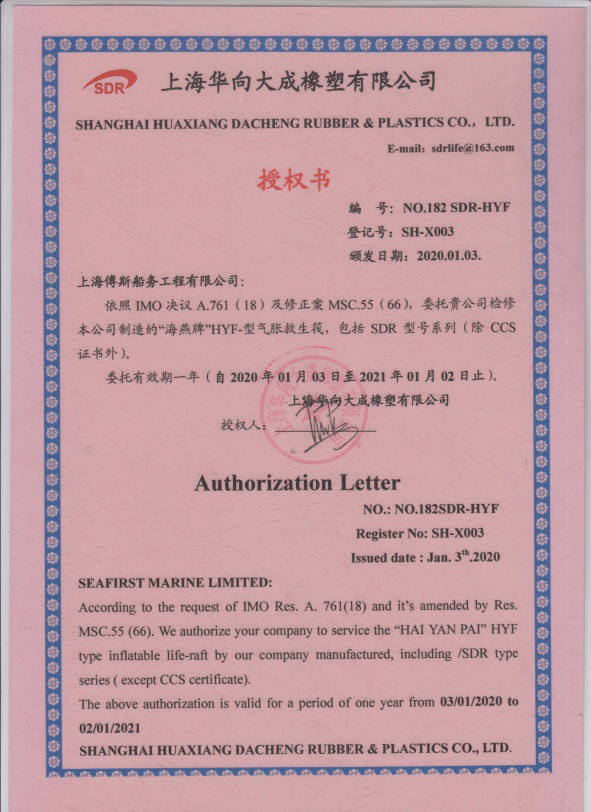 SDR
上海华向大成橡塑有限公司
SHANGHAI HUAXIANG DACHENG RUBBER & PLASTICS CO., LTD.
E-mail: sdrlife@163.com
授权书
编 号: NO.182 SDR-HYF
登记号: SH-X003
颁发日期: 2020.01.03.
上海傅斯船务工程有限公司:
依照 IMO 决议 A.761（18）及修正案 MSC.55（66），委托贵公司检修
本公司制造的“海燕牌”HYF-型气胀救生筏，包括 SDR 型号系列（除 CCS
证书外）。
委托有效期一年（自 2020 年 01 月 03 日至 2021 年 01 月 02 日止）。
上海华向大成橡塑有限公司
授权人:
Authorization Letter
NO.: NO.182SDR-HYF
Register No: SH-X003
Issued date : Jan. 3th.2020
SEAFIRST MARINE LIMITED:
According to the request of IMO Res. A. 761(18) and it’s amended by Res.
MSC.55 (66). We authorize your company to service the “HAI YAN PAI” HYF
type inflatable life-raft by our company manufactured, including /SDR type
series ( except CCS certificate).
The above authorization is valid for a period of one year from 03/01/2020 to
02/01/2021
SHANGHAI HUAXIANG DACHENG RUBBER & PLASTICS CO., LTD.